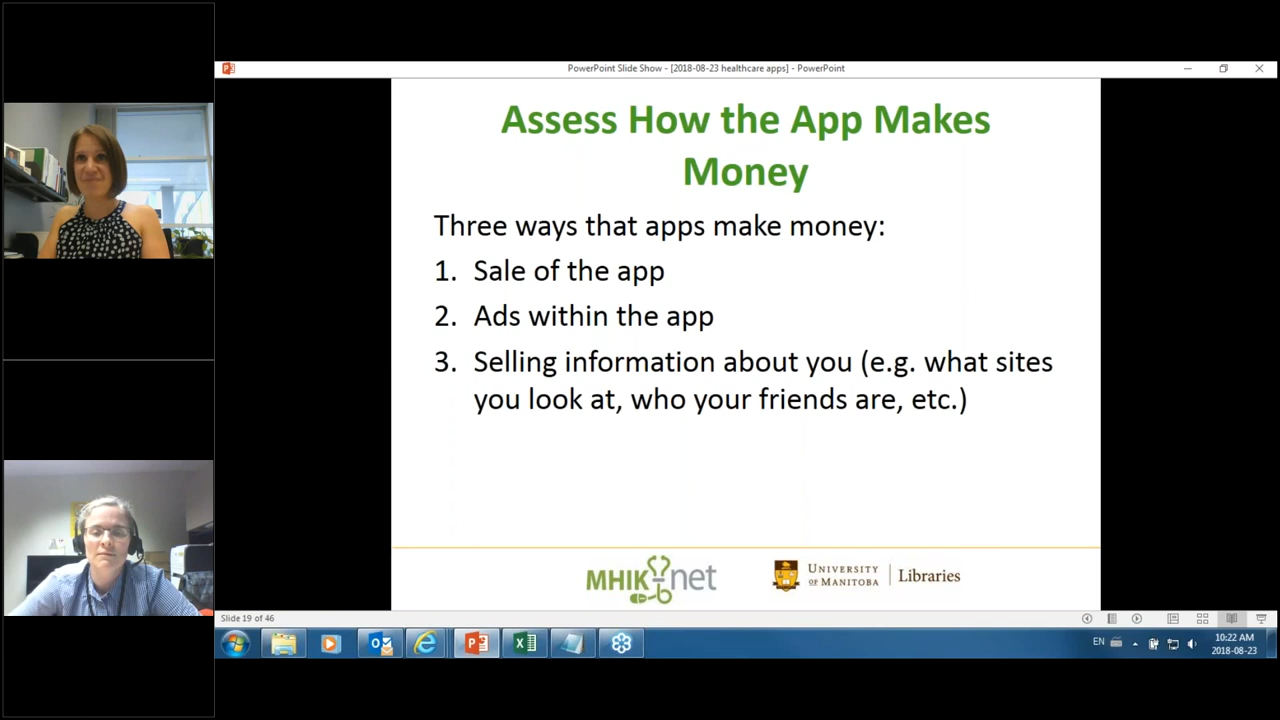 PowerPoint Slide Show - [2018-08-23 healthcare apps] - PowerPoint
Assess How the App Makes
Money
Three ways that apps make money:
1. Sale of the app
2. Ads within the app
3. Selling information about you (e.g. what sites
you look at, who your friends are, etc.)
MHIK-net
UNIVERSITY
OF MANITOBA
Libraries
Slide 19 of 46
EN
10:22 AM
2018-08-23